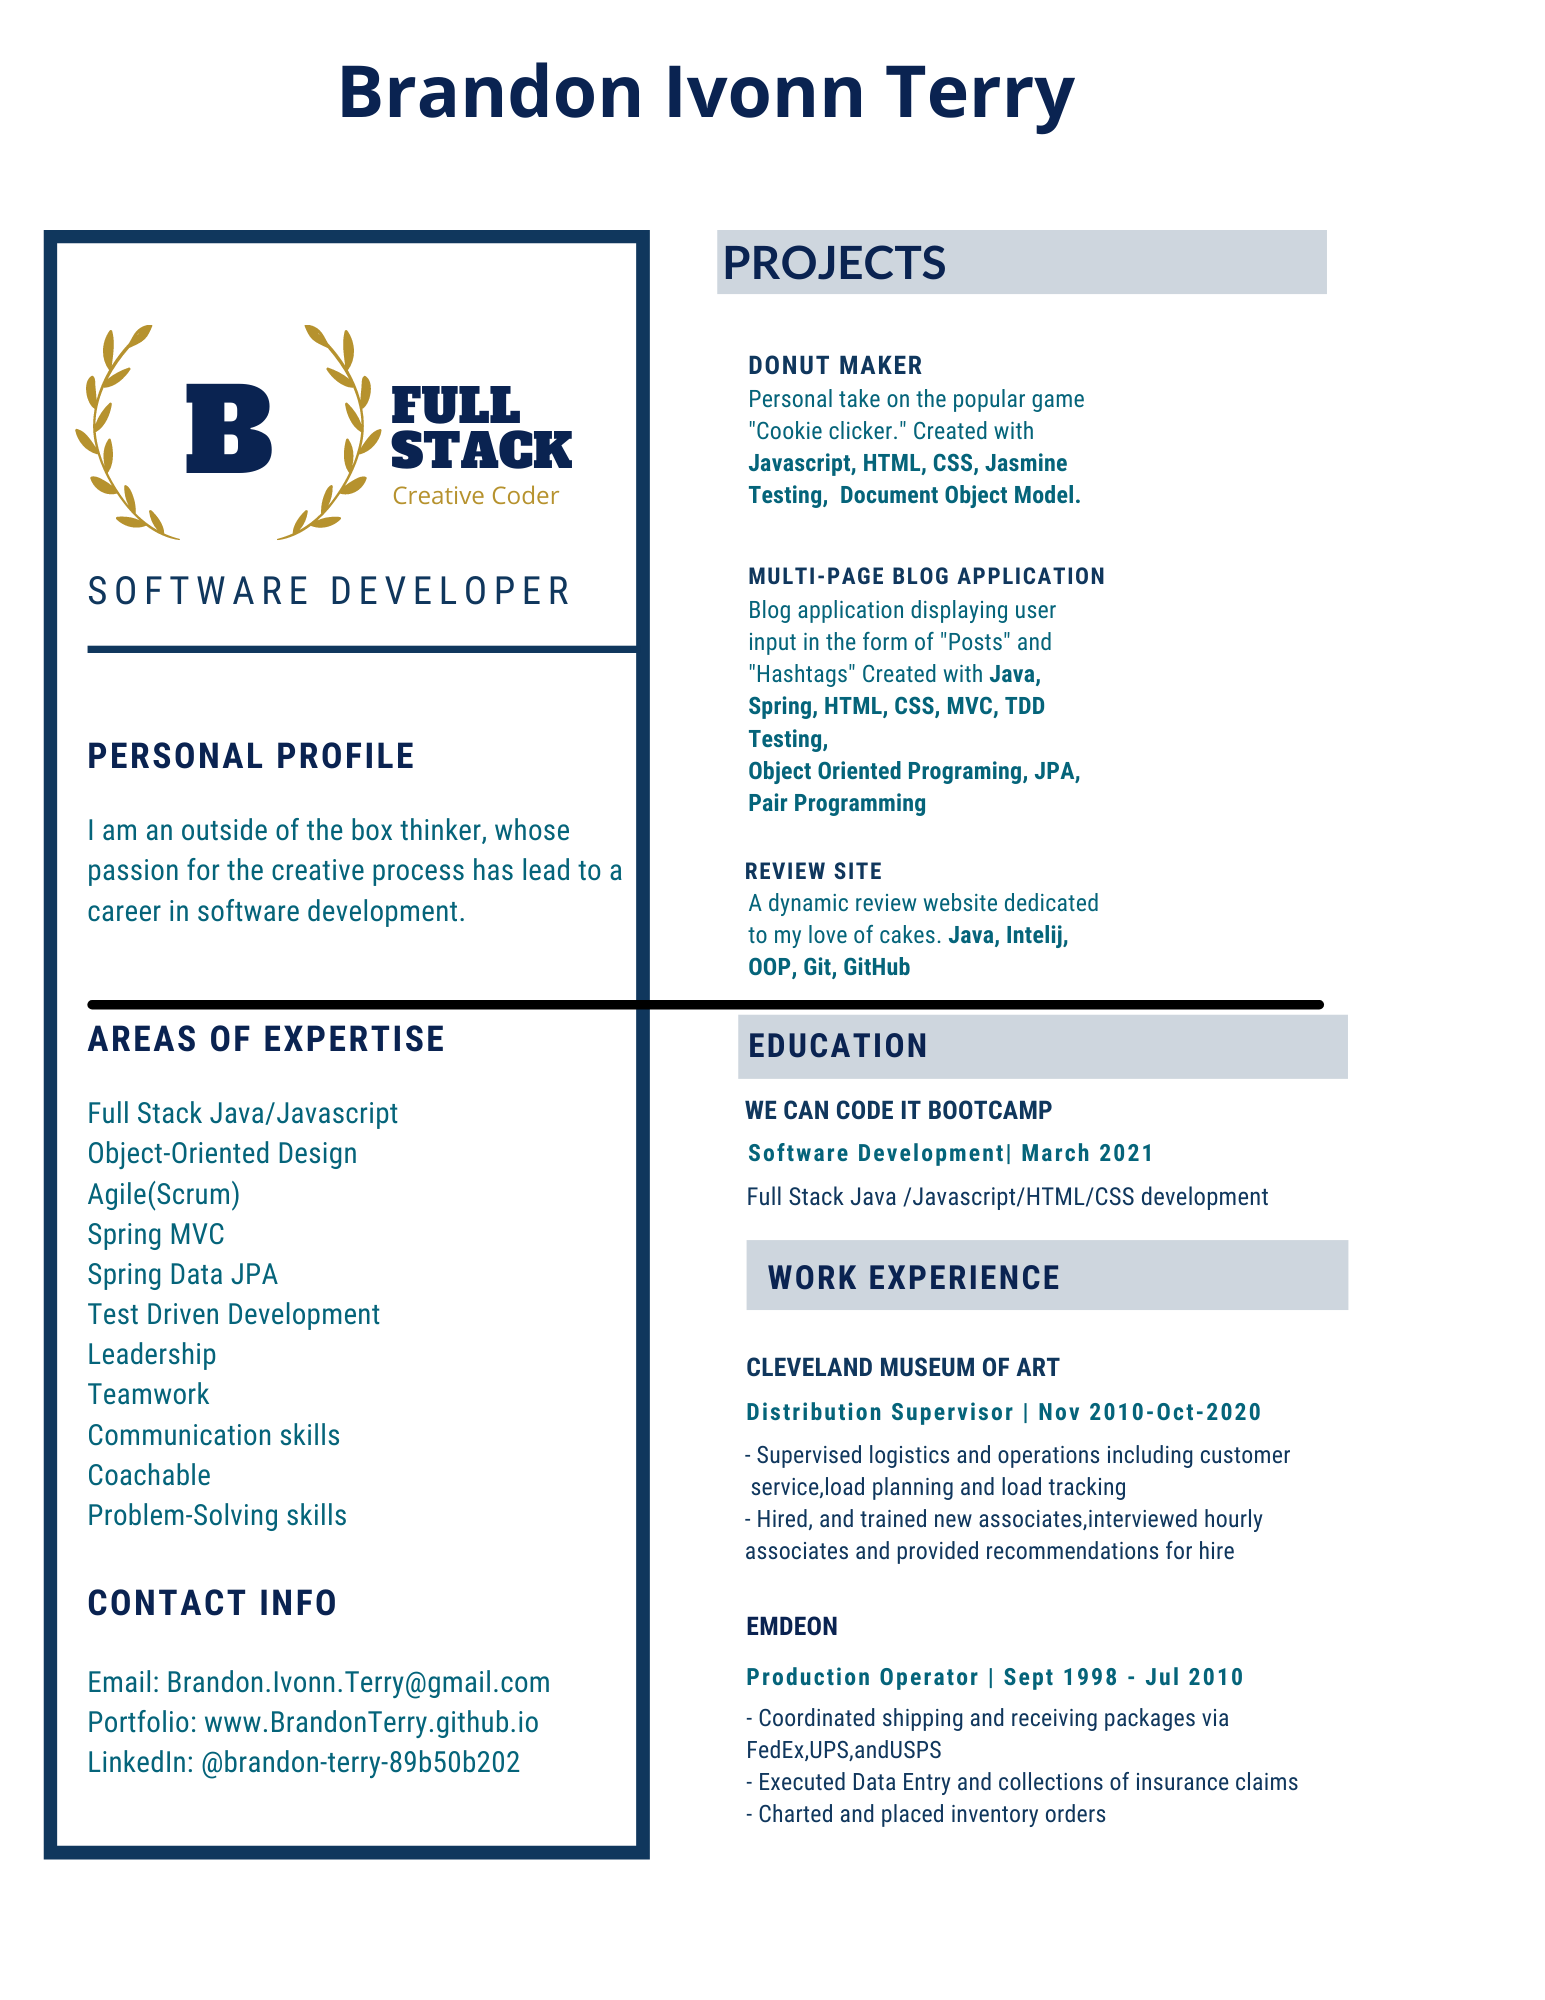 Brandon Ivonn Terry
B
FULL
STACK
Creative Coder
SOFTWARE DEVELOPER
PERSONAL PROFILE
I am an outside of the box thinker, whose
passion for the creative process has lead to a
career in software development.
AREAS OF EXPERTISE
Full Stack Java/Javascript
Object-Oriented Design
Agile(Scrum)
Spring MVC
Spring Data JPA
Test Driven Development
Leadership
Teamwork
Communication skills
Coachable
Problem-Solving skills
CONTACT INFO
Email: Brandon.Ivonn.Terry@gmail.com
Portfolio: www.BrandonTerry.github.io
LinkedIn: @brandon-terry-89b50b202
PROJECTS
DONUT MAKER
Personal take on the popular game
"Cookie clicker." Created with
Javascript, HTML, CSS, Jasmine
Testing,  Document Object Model.
MULTI-PAGE BLOG APPLICATION
Blog application displaying user
input in the form of "Posts" and
"Hashtags" Created with Java,
Spring, HTML, CSS, MVC, TDD
Testing,
Object Oriented Programing, JPA,
Pair Programming
REVIEW SITE
A dynamic review website dedicated
to my love of cakes. Java, Intelij,
OOP, Git, GitHub
EDUCATION
WE CAN CODE IT BOOTCAMP
Software Development| March 2021
Full Stack Java /Javascript/HTML/CSS development
WORK EXPERIENCE
CLEVELAND MUSEUM OF ART
Distribution Supervisor | Nov 2010-Oct-2020
- Supervised logistics and operations including customer
service,load planning and load tracking
- Hired, and trained new associates,interviewed hourly
associates and provided recommendations for hire
EMDEON
Production Operator | Sept 1998 - Jul 2010
- Coordinated shipping and receiving packages via
FedEx,UPS,andUSPS
- Executed Data Entry and collections of insurance claims
- Charted and placed inventory orders